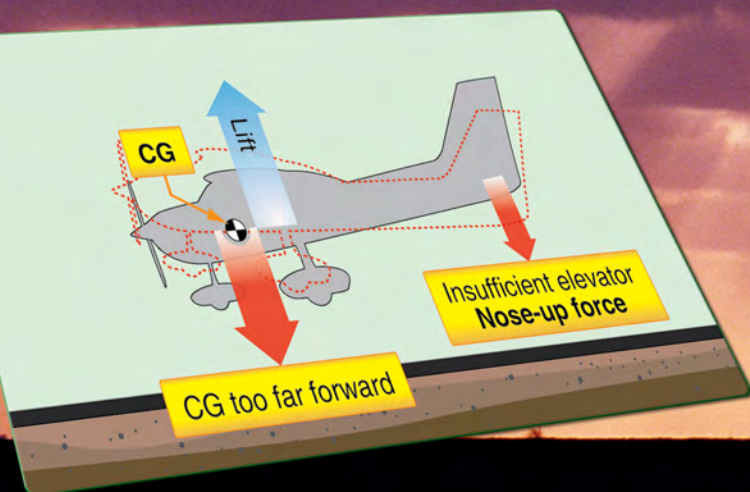 Lift
CG
Insufficient elevator
Nose-up force
CG too far forward